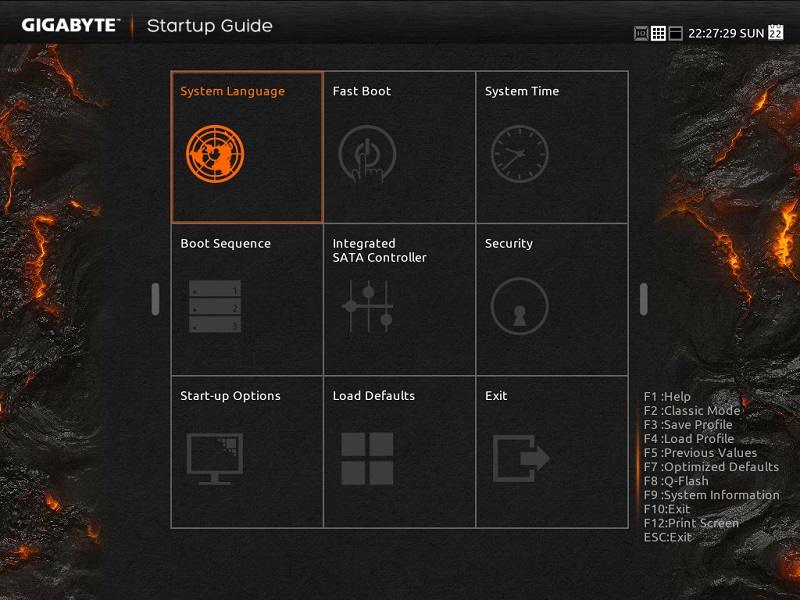 GIGABYTE™ Startup Guide
HD 22:27:29 SUN 22
System Language
Fast Boot
System Time
Boot Sequence
1
2
3
Integrated
SATA Controller
Security
Start-up Options
Load Defaults
Exit
F1 :Help
F2 :Classic Mode
F3 :Save Profile
F4 :Load Profile
F5 :Previous Values
F7 :Optimized Defaults
F8 :Q-Flash
F9 :System Information
F10:Exit
F12:Print Screen
ESC:Exit